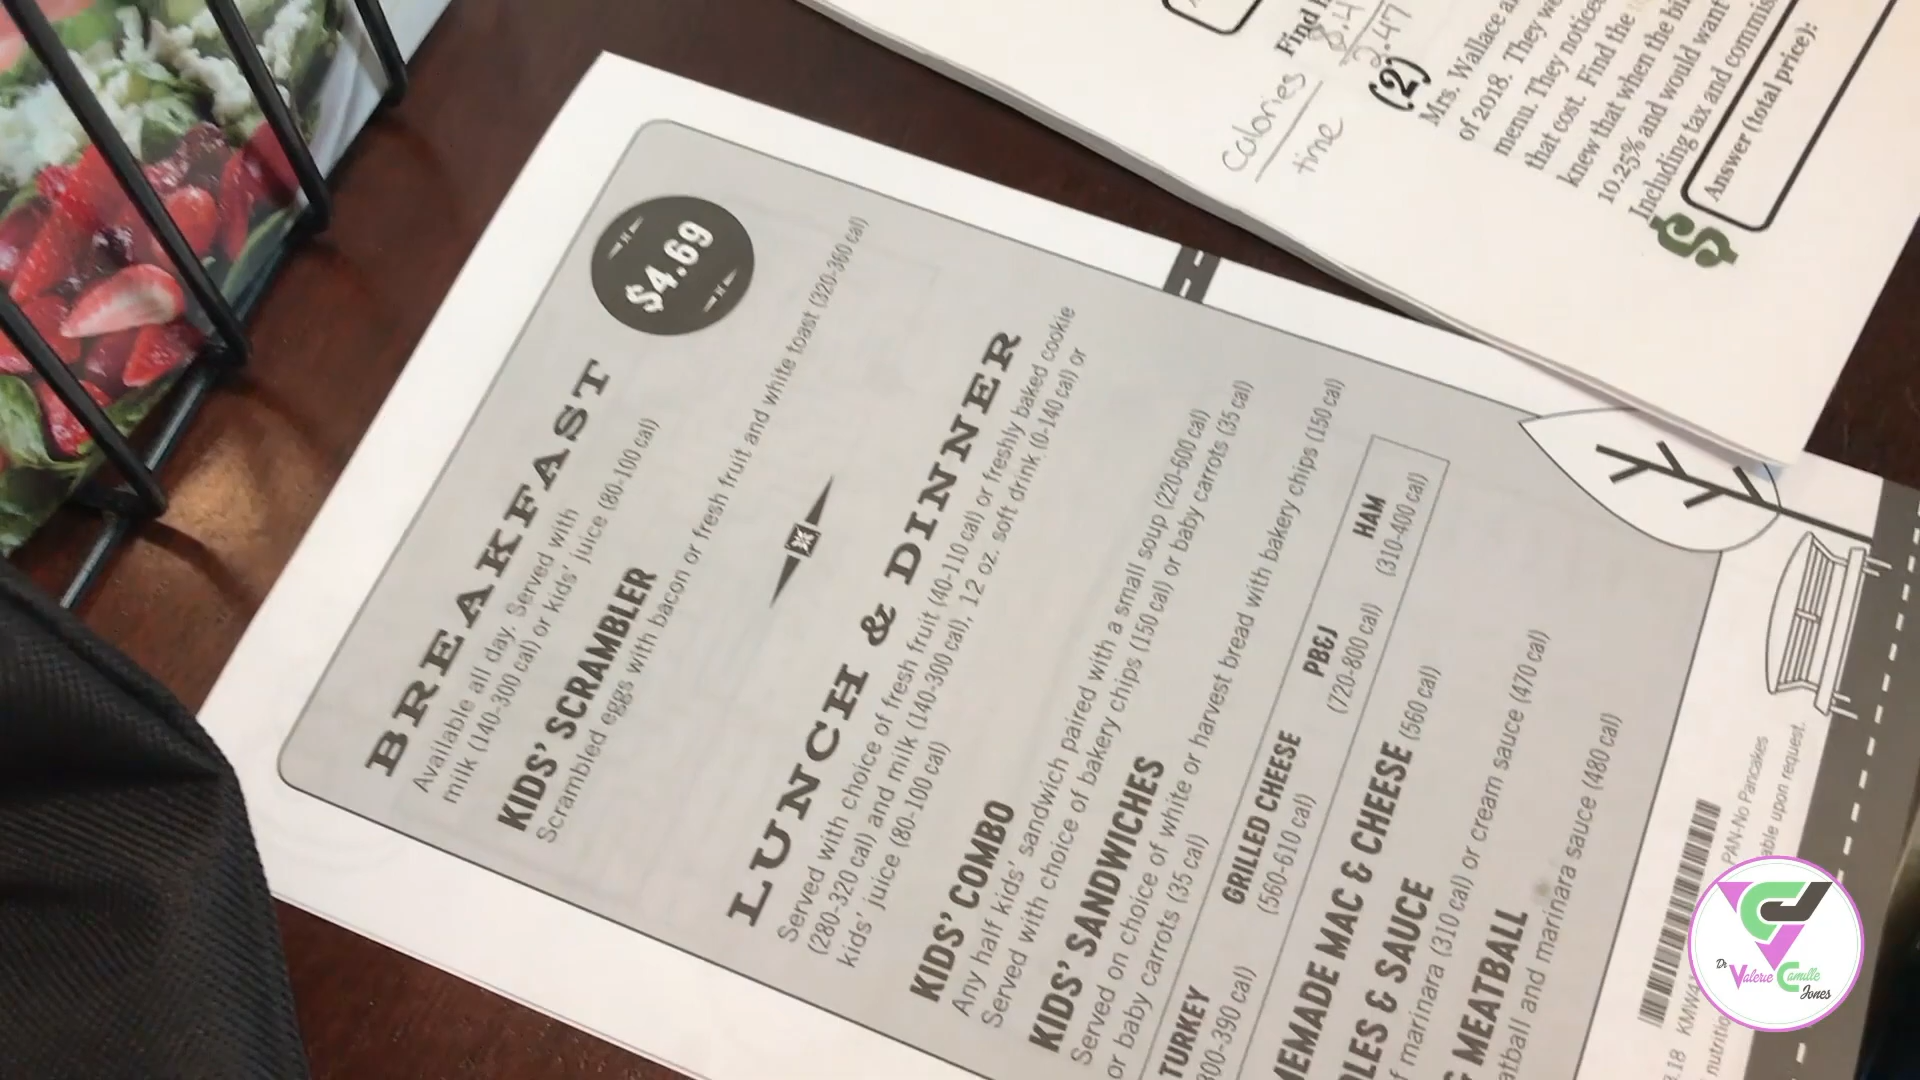 $4.69
BREAKFAST
Available all day. Served with
milk (140-300 cal) or kids' juice (80-100 cal)
KIDS' SCRAMBLER
Scrambled eggs with bacon or fresh fruit and white toast (320-360 cal)
LUNCH & DINNER
Served with choice of fresh fruit (40-110 cal) or freshly baked cookie
(280-320 cal) and milk (140-300 cal), 12 oz. soft drink (0-140 cal) or
kids' juice (80-100 cal)
KIDS' COMBO
Any half kids' sandwich paired with a small soup (220-600 cal)
Served with choice of bakery chips (150 cal) or baby carrots (35 cal)
KIDS' SANDWICHES
Served on choice of white or harvest bread with bakery chips (150 cal)
or baby carrots (35 cal)
TURKEY GRILLED CHEESE PB&J HAM
(560-610 cal) (720-800 cal) (310-400 cal)
MAC & CHEESE (560 cal)
& SAUCE
marinara (310 cal) or cream sauce (470 cal)
MEATBALL
and marinara sauce (480 cal)
PAN-No Pancakes
upon request.
Find
Calories
time
2.47
(2)
Mrs. Wallace
of 2018. They
menu. They
that cost. Find the
knew that when the
10.25% and would want
Including tax and
Answer (total price):
$
Dr Valerie Camille Jones